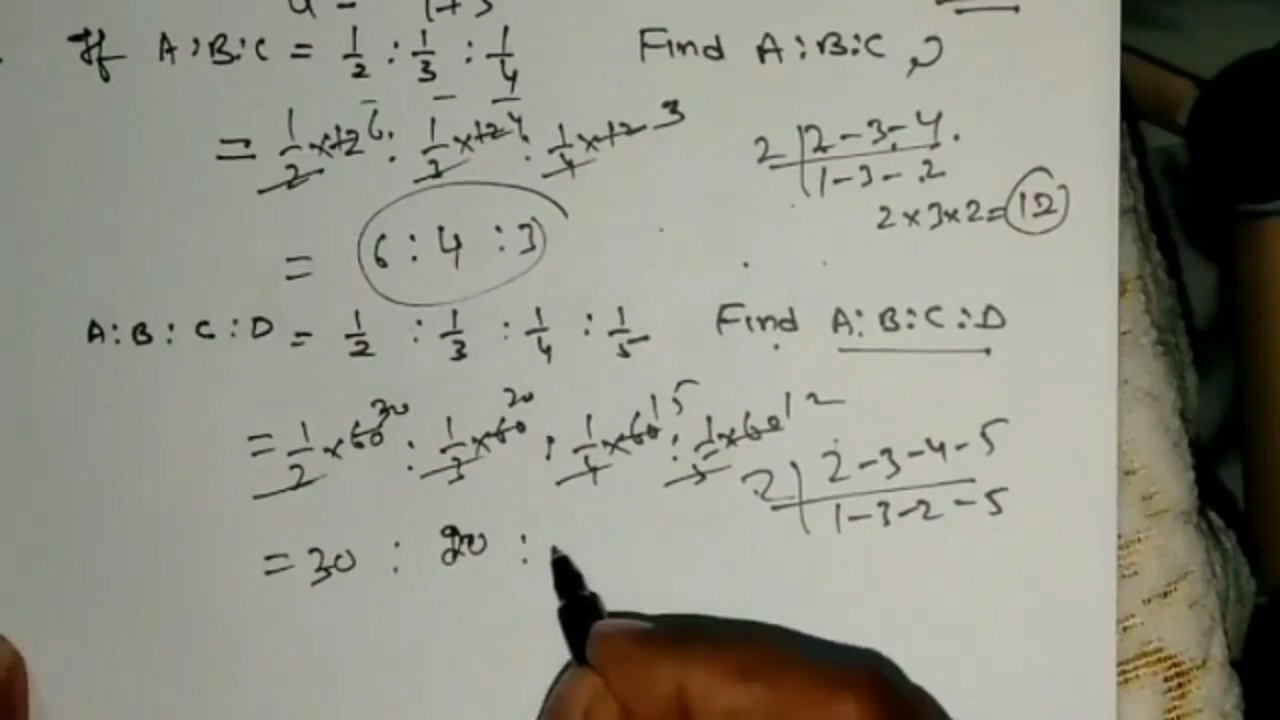 If A:B:C = 1/2 : 1/3 : 1/4 Find A:B:C ?
= 1/2 × 12 6 : 1/3 × 12 4 : 1/4 × 12 3
2 | 2 - 3 - 4
1 - 3 - 2
2 × 3 × 2 = 12
= 6 : 4 : 3
A : B : C : D = 1/2 : 1/3 : 1/4 : 1/5 Find A : B : C : D
= 1/2 × 60 30 : 1/3 × 60 20 : 1/4 × 60 15 : 1/5 × 60 12
2 | 2 - 3 - 4 - 5
1 - 3 - 2 - 5
= 30 : 20 :